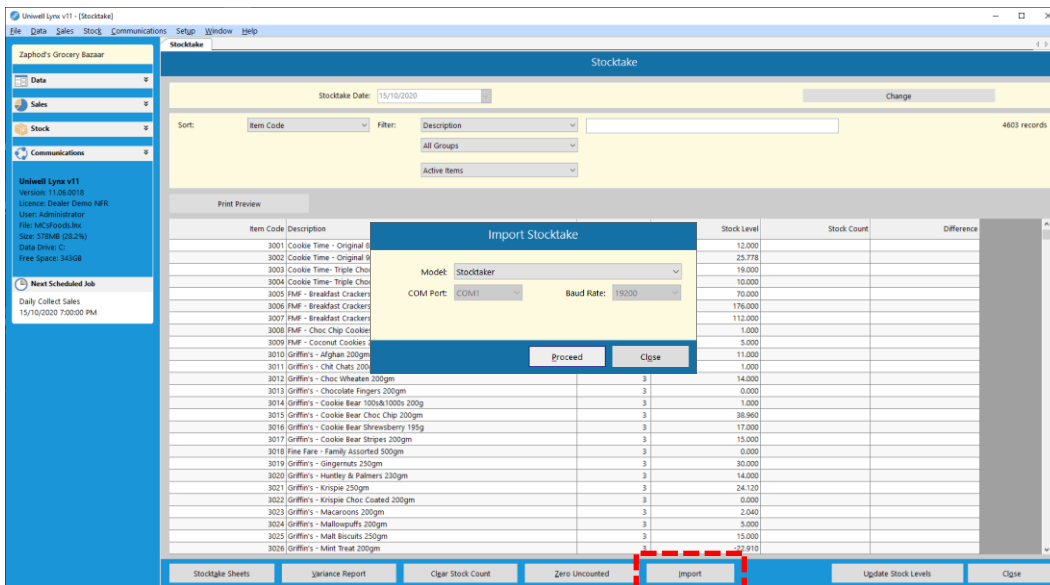 Uniwell Lynx v11 - [Stocktake]
File Data Sales Stock Communications Setup Window Help
Zaphod's Grocery Bazaar
Data
Sales
Stock
Communications
Uniwell Lynx v11
Version: 11.06.0018
Licence: Dealer Demo NFR
User: Administrator
File: MCsFoods.lnx
Size: 578MB (28.2%)
Data Drive: C:
Free Space: 343GB
Next Scheduled Job
Daily Collect Sales
15/10/2020 7:00:00 PM
Stocktake
Stocktake
Stocktake Date: 15/10/2020 Change
Sort: Item Code Filter: Description 4603 records
All Groups
Active Items
Print Preview
Item Code Description Stock Level Stock Count Difference
3001 Cookie Time - Original 8 12.000
3002 Cookie Time - Original 9 25.778
3003 Cookie Time- Triple Cho 19.000
3004 Cookie Time- Triple Cho 10.000
3005 FMF - Breakfast Crackers 70.000
3006 FMF - Breakfast Crackers 176.000
3007 FMF - Breakfast Crackers 112.000
3008 FMF - Choc Chip Cookies 1.000
3009 FMF - Coconut Cookies 2 5.000
3010 Griffin's - Afghan 200gm 11.000
3011 Griffin's - Chit Chats 200 1.000
3012 Griffin's - Choc Wheaten 200gm 3 14.000
3013 Griffin's - Chocolate Fingers 200gm 3 0.000
3014 Griffin's - Cookie Bear 100s&1000s 200g 3 1.000
3015 Griffin's - Cookie Bear Choc Chip 200gm 3 38.960
3016 Griffin's - Cookie Bear Shrewsberry 195g 3 17.000
3017 Griffin's - Cookie Bear Stripes 200gm 3 15.000
3018 Fine Fare - Family Assorted 500gm 3 0.000
3019 Griffin's - Gingernuts 250gm 3 30.000
3020 Griffin's - Huntley & Palmers 230gm 3 14.000
3021 Griffin's - Krispie 250gm 3 24.120
3022 Griffin's - Krispie Choc Coated 200gm 3 0.000
3023 Griffin's - Macaroons 200gm 3 2.040
3024 Griffin's - Mallowpuffs 200gm 3 5.000
3025 Griffin's - Malt Biscuits 250gm 3 15.000
3026 Griffin's - Mint Treat 200gm 3 -22.910
Import Stocktake
Model: Stocktaker
COM Port: COM1 Baud Rate: 19200
Proceed Close
Stocktake Sheets Variance Report Clear Stock Count Zero Uncounted Import Update Stock Levels Close